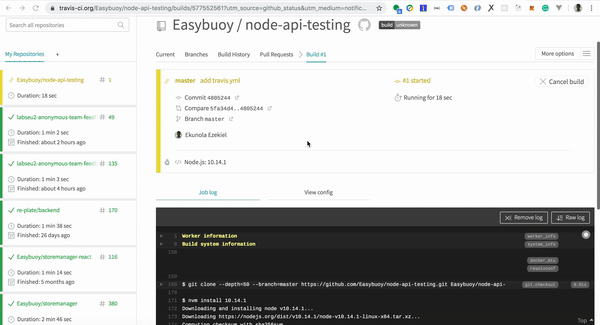 travis-ci.org/Easybuoy/node-api-testing/builds/577552561?utm_source=github_status&utm_medium=notific...
Search all repositories
My Repositories +
Easybuoy/node-api-testing # 1
Duration: 18 sec
labseu2-anonymous-team-feed # 49
Duration: 1 min 2 sec
Finished: about 2 hours ago
labseu2-anonymous-team-feed # 135
Duration: 1 min 3 sec
Finished: about 4 hours ago
re-plate/backend # 170
Duration: 1 min 38 sec
Finished: 26 days ago
Easybuoy/storemanager-react # 116
Duration: 1 min 14 sec
Finished: 5 months ago
Easybuoy/storemanager # 380
Duration: 2 min 46 sec
Easybuoy / node-api-testing
build unknown
Current Branches Build History Pull Requests Build #1
More options
master add travis.yml
Commit 4805244
Compare 5fa34d4..4805244
Branch master
Ekunola Ezekiel
Node.js: 10.14.1
#1 started
Running for 18 sec
Cancel build
Job log View config
Remove log Raw log
1 Worker information worker_info
6 Build system information system_info
158
resolvconf
160
$ git clone --depth=50 --branch=master https://github.com/Easybuoy/node-api-testing.git Easybuoy/node-api- git.checkout
$ nvm install 10.14.1
Downloading and installing node v10.14.1...
Downloading https://nodejs.org/dist/v10.14.1/node-v10.14.1-linux-x64.tar.xz...
Computing checksum with sha256sum
Top